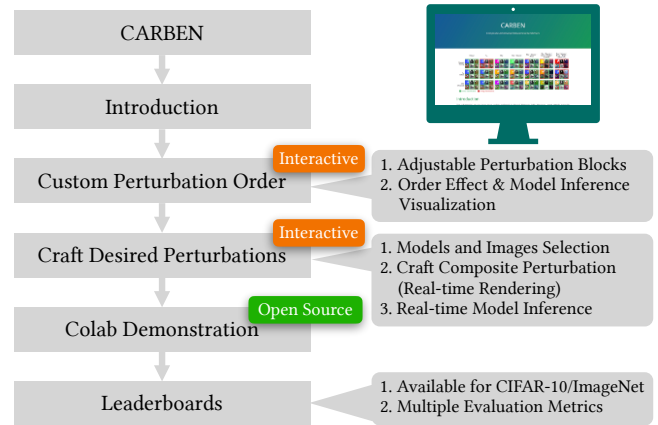 CARBEN
CARBEN
Introduction
Interactive
Custom Perturbation Order
1. Adjustable Perturbation Blocks
2. Order Effect & Model Inference
Visualization
Interactive
Craft Desired Perturbations
1. Models and Images Selection
2. Craft Composite Perturbation
(Real-time Rendering)
3. Real-time Model Inference
Open Source
Colab Demonstration
Leaderboards
1. Available for CIFAR-10/ImageNet
2. Multiple Evaluation Metrics